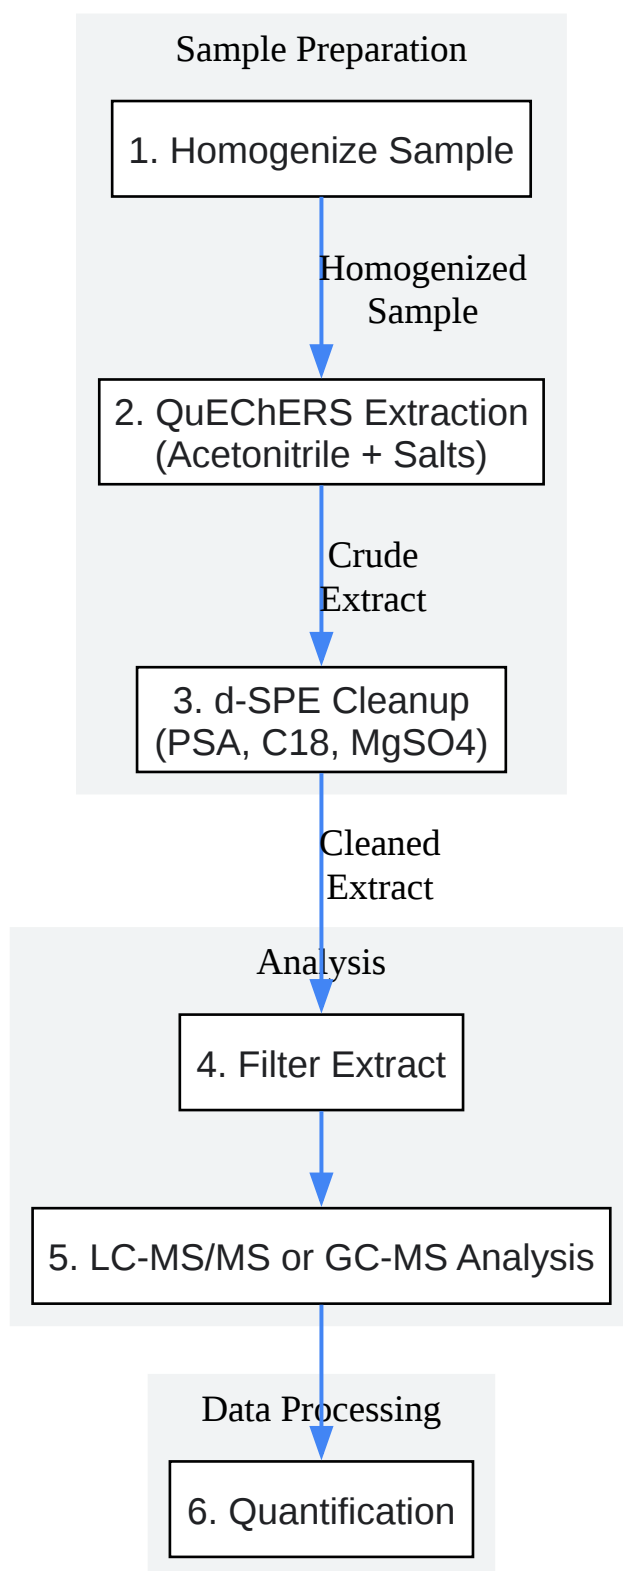 Sample Preparation
1. Homogenize Sample
Homogenized
Sample
2. QuEChERS Extraction
(Acetonitrile + Salts)
Crude
Extract
3. d-SPE Cleanup
(PSA, C18, MgSO4)
Cleaned
Extract
Analysis
4. Filter Extract
5. LC-MS/MS or GC-MS Analysis
Data Processing
6. Quantification